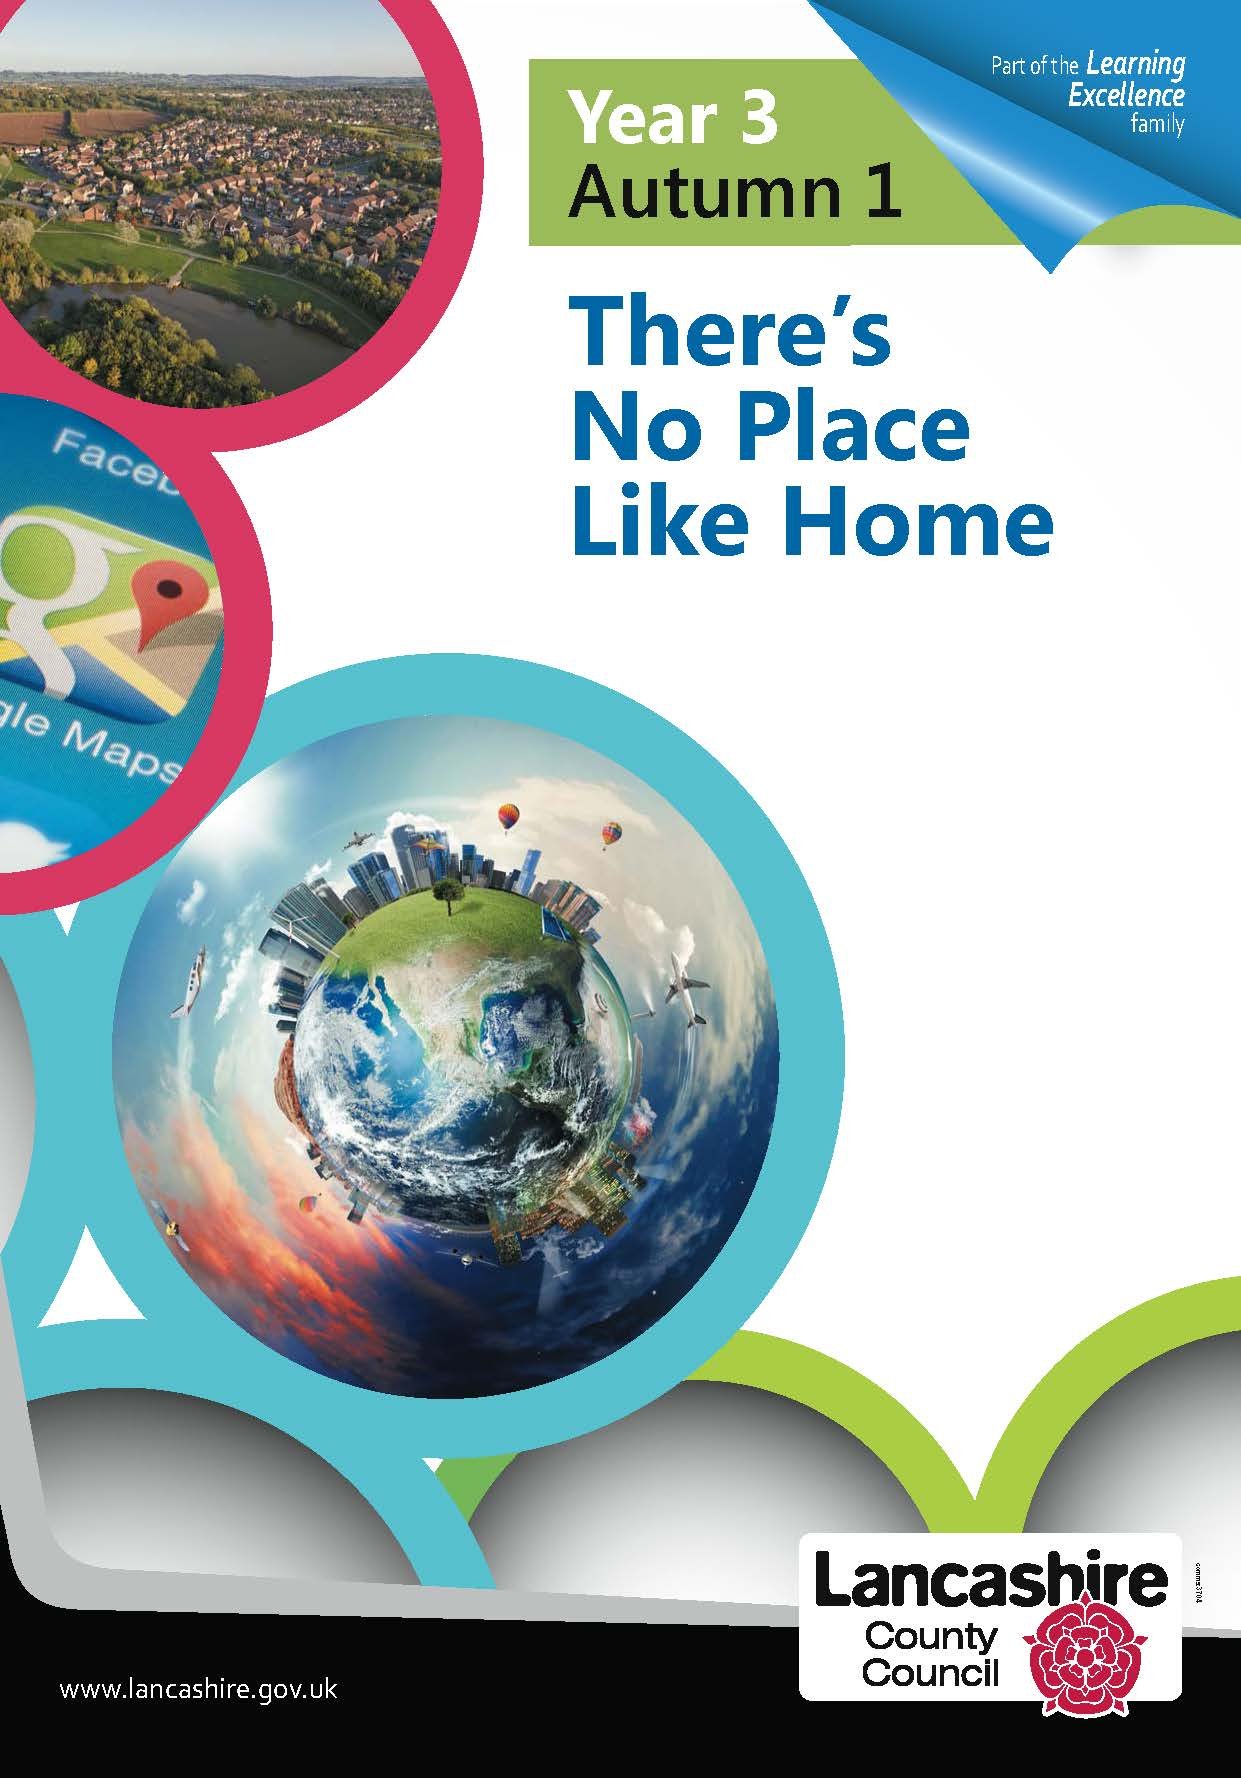 Part of the Learning
Excellence
family
Year 3
Autumn 1
There's
No Place
Like Home
Faceb
gle Maps
Lancashire
County
Council
comms3704
www.lancashire.gov.uk